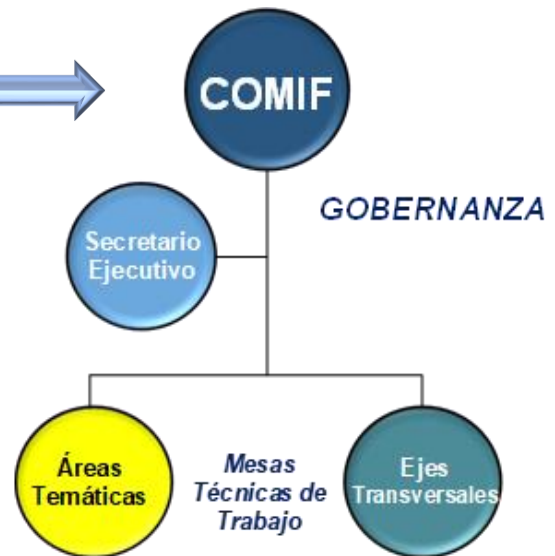 COMIF
GOBERNANZA
Secretario
Ejecutivo
Áreas
Temáticas
Mesas
Técnicas de
Trabajo
Ejes
Transversales